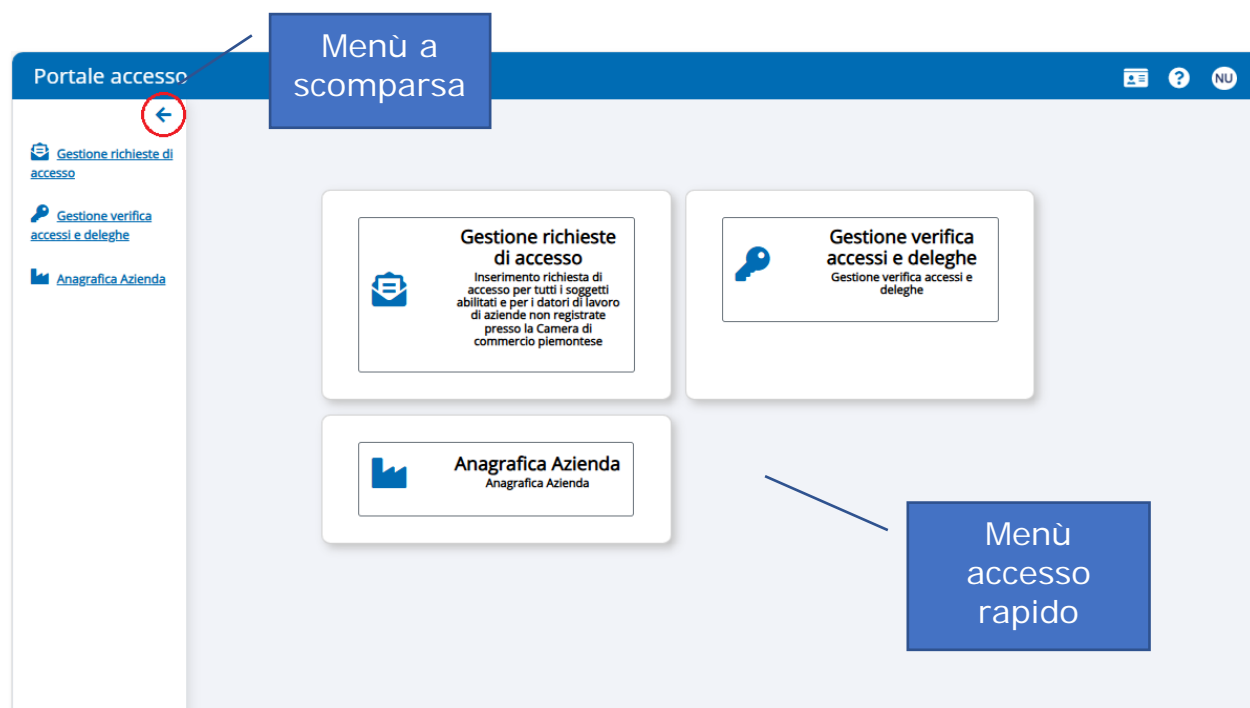 Menù a
scomparsa
Portale accesso
NU
Gestione richieste di
accesso
Gestione verifica
accessi e deleghe
Anagrafica Azienda
Gestione richieste
di accesso
Inserimento richiesta di
accesso per tutti i soggetti
abilitati e per i datori di lavoro
di aziende non registrate
presso la Camera di
commercio piemontese
Gestione verifica
accessi e deleghe
Gestione verifica accessi e
deleghe
Anagrafica Azienda
Anagrafica Azienda
Menù
accesso
rapido